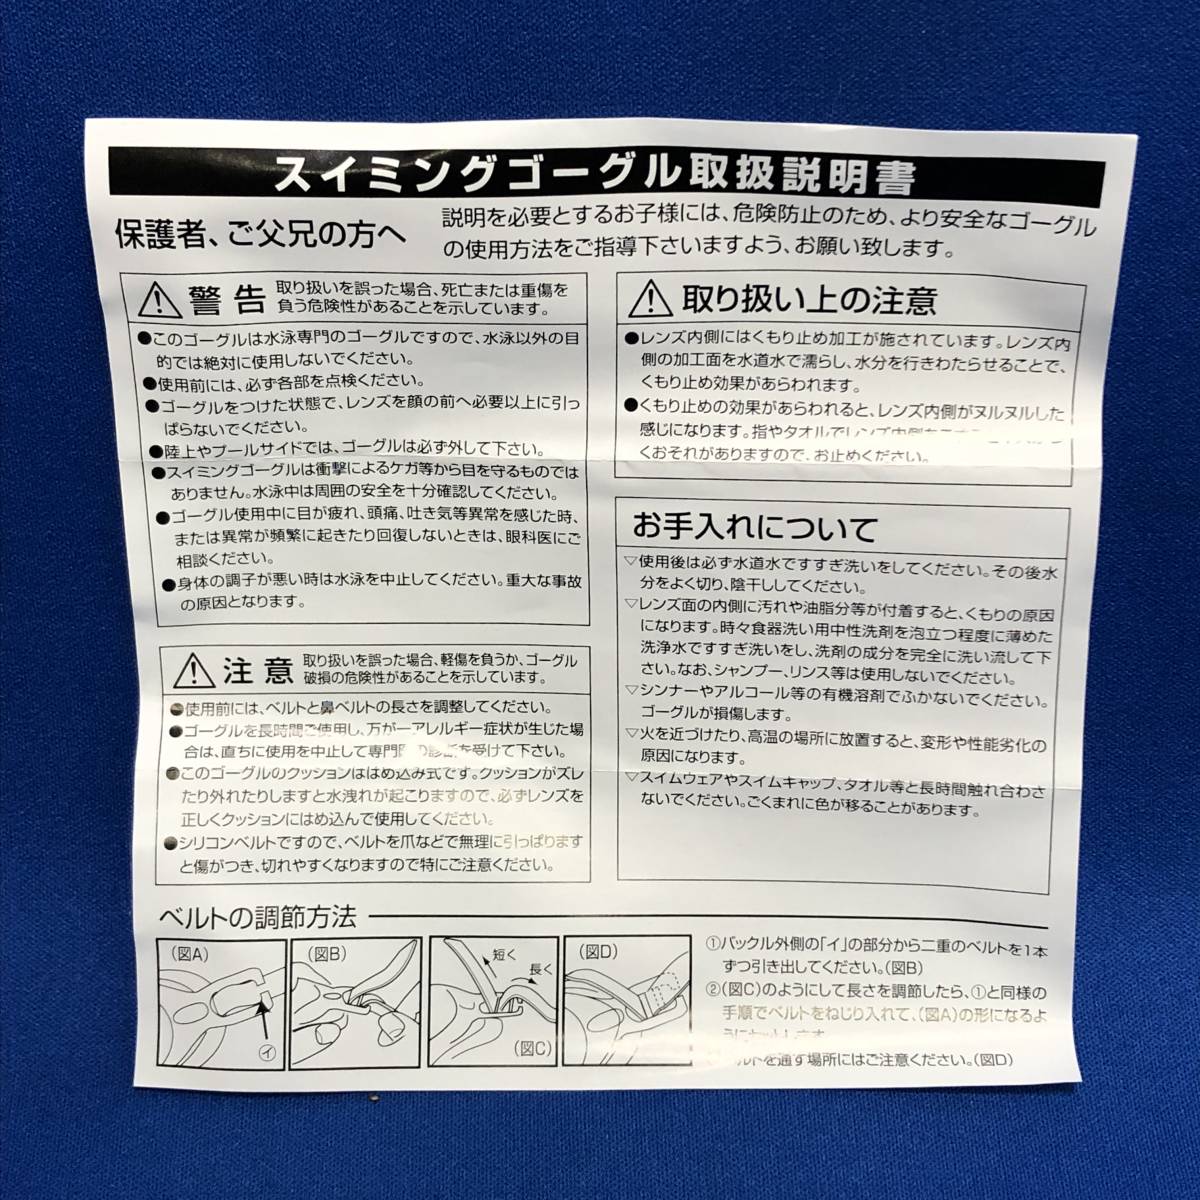 スイミングゴーグル取扱説明書
保護者、ご父兄の方へ
説明を必要とするお子様には、危険防止のため、より安全なゴーグル
の使用方法をご指導下さいますよう、お願い致します。
警告 取り扱いを誤った場合、死亡または重傷を
負う危険性があることを示しています。
●このゴーグルは水泳専門のゴーグルですので、水泳以外の目
的では絶対に使用しないでください。
●使用前には、必ず各部を点検ください。
●ゴーグルをつけた状態で、レンズを顔の前へ必要以上に引っ
ぱらないでください。
●陸上やプールサイドでは、ゴーグルは必ず外して下さい。
●スイミングゴーグルは衝撃によるケガ等から目を守るものでは
ありません。水泳中は周囲の安全を十分確認してください。
●ゴーグル使用中に目が疲れ、頭痛、吐き気等異常を感じた時、
または異常が頻繁に起きたり回復しないときは、眼科医にご
相談ください。
●身体の調子が悪い時は水泳を中止してください。重大な事故
の原因となります。
注意 取り扱いを誤った場合、軽傷を負うか、ゴーグル
破損の危険性があることを示しています。
●使用前には、ベルトと鼻ベルトの長さを調整してください。
●ゴーグルを長時間ご使用し、万が一アレルギー症状が生じた場
合は、直ちに使用を中止して専門医の診断を受けて下さい。
●このゴーグルのクッションははめ込み式です。クッションがズレ
たり外れたりしますと水洩れが起こりますので、必ずレンズを
正しくクッションにはめ込んで使用してください。
●シリコンベルトですので、ベルトを爪などで無理に引っぱります
と傷がつき、切れやすくなりますので特にご注意ください。
取り扱い上の注意
●レンズ内側にはくもり止め加工が施されています。レンズ内
側の加工面を水道水で濡らし、水分を行きわたらせることで、
くもり止め効果があらわれます。
●くもり止めの効果があらわれると、レンズ内側がヌルヌルした
感じになります。指やタオルでレンズ内側を
くおそれがありますので、お止めください。
お手入れについて
▽使用後は必ず水道水ですすぎ洗いをしてください。その後水
分をよく切り、陰干ししてください。
▽レンズ面の内側に汚れや油脂分等が付着すると、くもりの原因
になります。時々食器洗い用中性洗剤を泡立つ程度に薄めた
洗浄水ですすぎ洗いをし、洗剤の成分を完全に洗い流して下
さい。なお、シャンプー、リンス等は使用しないでください。
▽シンナーやアルコール等の有機溶剤でふかないでください。
ゴーグルが損傷します。
▽火を近づけたり、高温の場所に放置すると、変形や性能劣化の
原因になります。
▽スイムウェアやスイムキャップ、タオル等と長時間触れ合わさ
ないでください。ごくまれに色が移ることがあります。
ベルトの調節方法
(図A)
イ
(図B)
短く
長く
(図C)
(図D)
①バックル外側の「イ」の部分から二重のベルトを1本
ずつ引き出してください。(図B)
②(図C)のようにして長さを調節したら、①と同様の
手順でベルトをねじり入れて、(図A)の形になるよ
うにセットします。
ベルトを通す場所にはご注意ください。(図D)